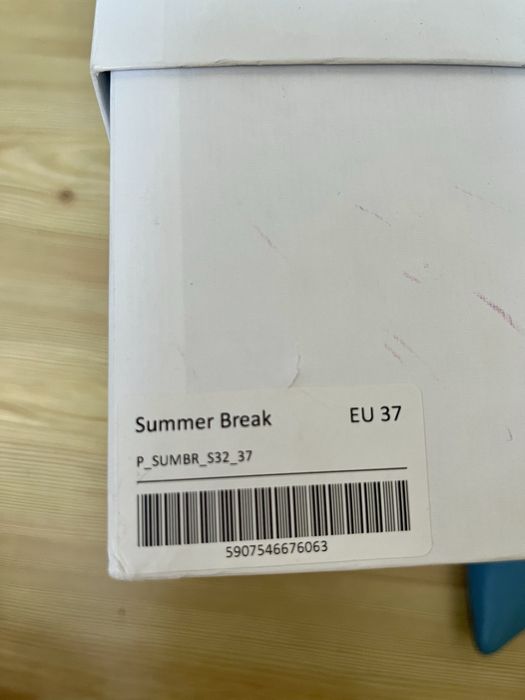 Summer Break EU 37
P_SUMBR_S32_37
5907546676063